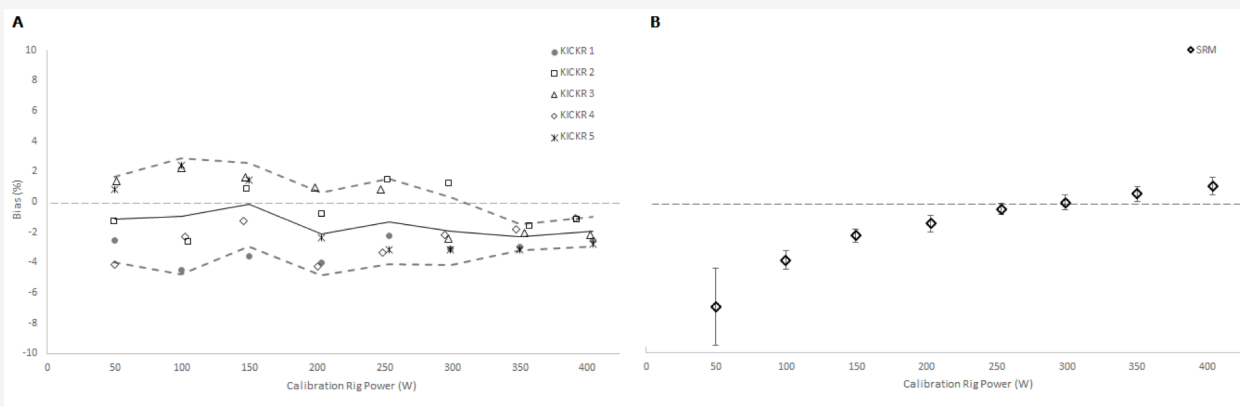 A
B
10
8
6
4
2
0
-2
-4
-6
-8
-10
Bias (%)
KICKR 1
KICKR 2
KICKR 3
KICKR 4
KICKR 5
0 50 100 150 200 250 300 350 400
Calibration Rig Power (W)
SRM
0 50 100 150 200 250 300 350 400
Calibration Rig Power (W)